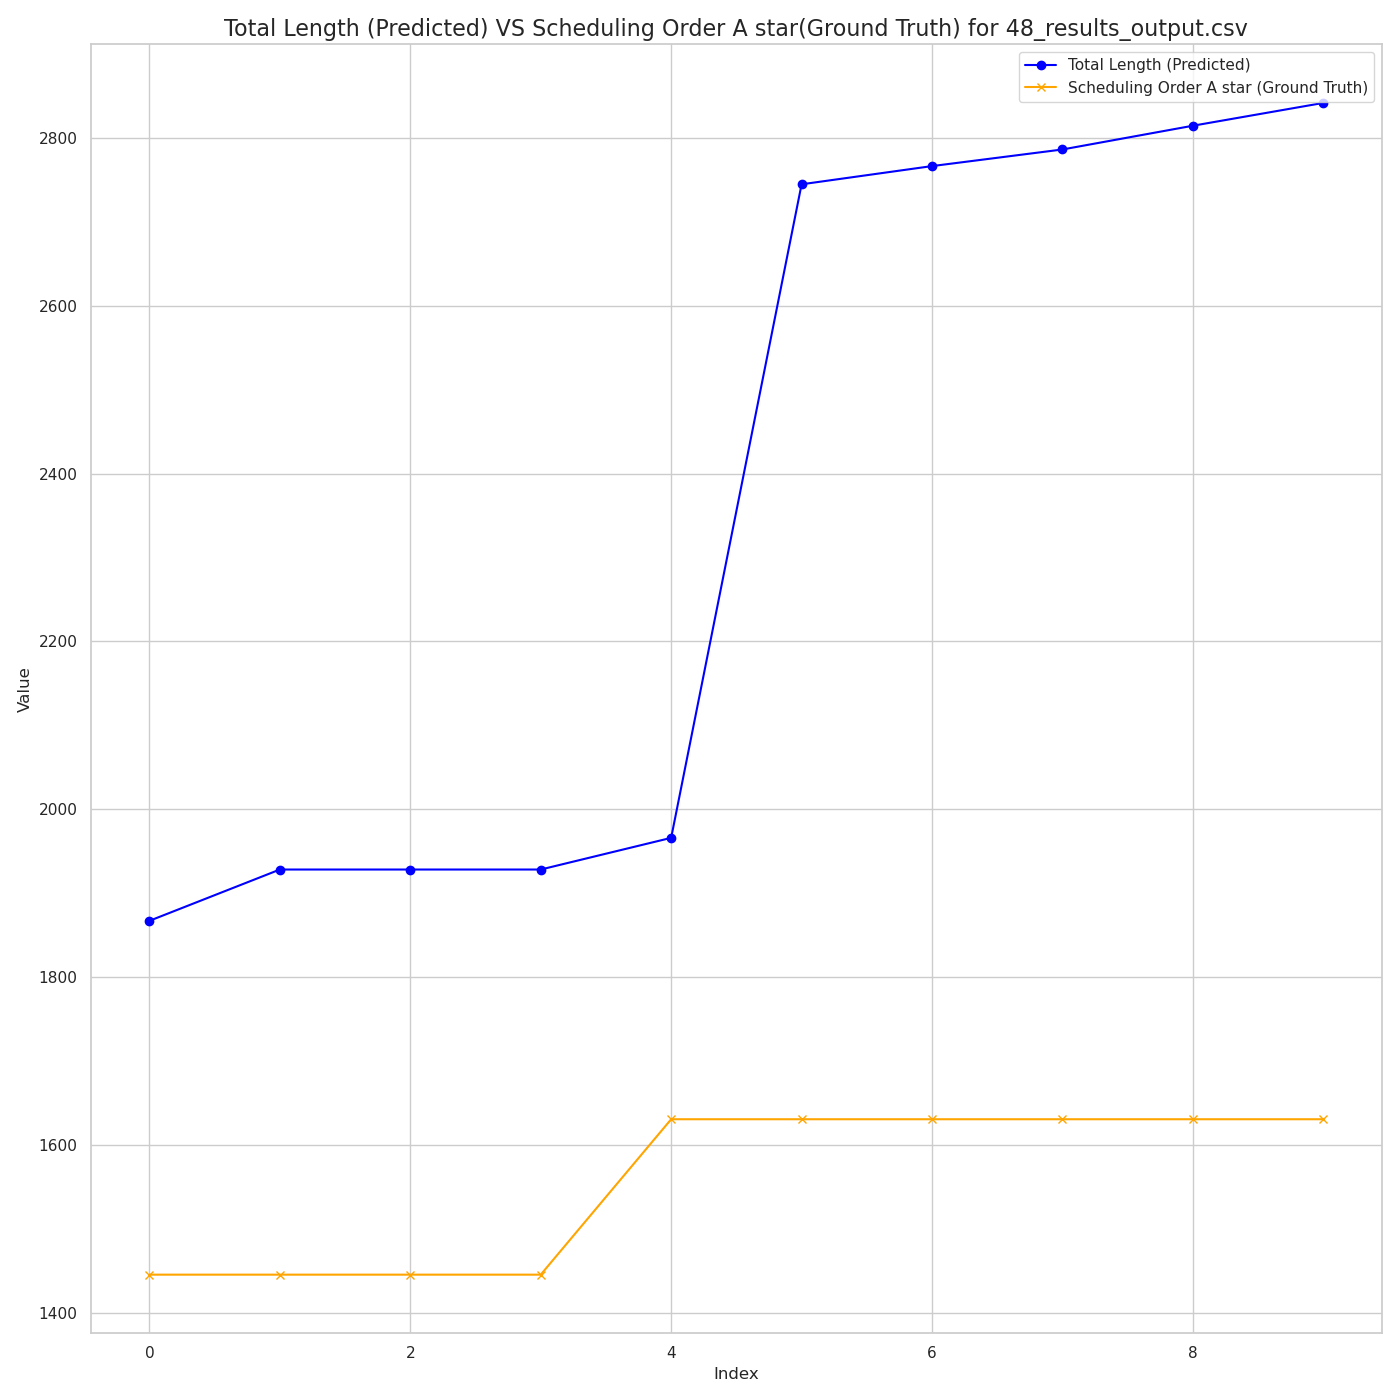 Total Length (Predicted) VS Scheduling Order A star(Ground Truth) for 48_results_output.csv
Total Length (Predicted)
Scheduling Order A star (Ground Truth)
2800
2600
2400
2200
2000
1800
1600
1400
Value
0 2 4 6 8
Index